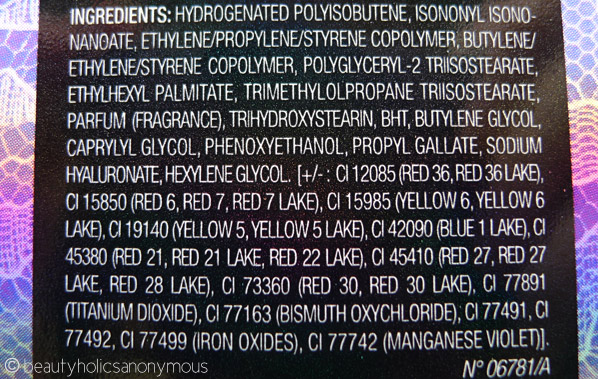 INGREDIENTS: HYDROGENATED POLYISOBUTENE, ISONONYL ISONO-
NANOATE, ETHYLENE/PROPYLENE/STYRENE COPOLYMER, BUTYLENE/
ETHYLENE/STYRENE COPOLYMER, POLYGLYCERYL-2 TRIISOSTEARATE,
ETHYLHEXYL PALMITATE, TRIMETHYLOLPROPANE TRIISOSTEARATE,
PARFUM (FRAGRANCE), TRIHYDROXYSTEARIN, BHT, BUTYLENE GLYCOL,
CAPRYLYL GLYCOL, PHENOXYETHANOL, PROPYL GALLATE, SODIUM
HYALURONATE, HEXYLENE GLYCOL. [+/- : CI 12085 (RED 36, RED 36 LAKE),
CI 15850 (RED 6, RED 7, RED 7 LAKE), CI 15985 (YELLOW 6, YELLOW 6
LAKE), CI 19140 (YELLOW 5, YELLOW 5 LAKE), CI 42090 (BLUE 1 LAKE), CI
45380 (RED 21, RED 21 LAKE, RED 22 LAKE), CI 45410 (RED 27, RED 27
LAKE, RED 28 LAKE), CI 73360 (RED 30, RED 30 LAKE), CI 77891
(TITANIUM DIOXIDE), CI 77163 (BISMUTH OXYCHLORIDE), CI 77491, CI
77492, CI 77499 (IRON OXIDES), CI 77742 (MANGANESE VIOLET)].
N° 06781/A
© beautyholicsanonymous